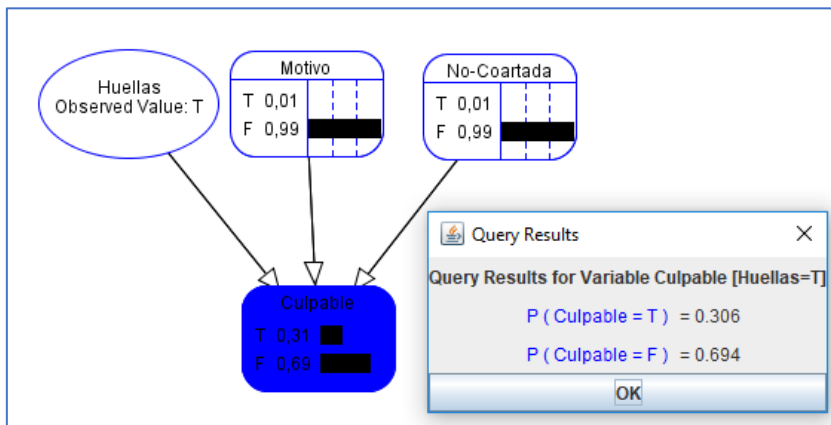 Huellas
Observed Value: T
Motivo
T 0,01
F 0,99
No-Coartada
T 0,01
F 0,99
Culpable
T 0,31
F 0,69
Query Results
Query Results for Variable Culpable [Huellas=T]
P ( Culpable = T ) = 0.306
P ( Culpable = F ) = 0.694
OK